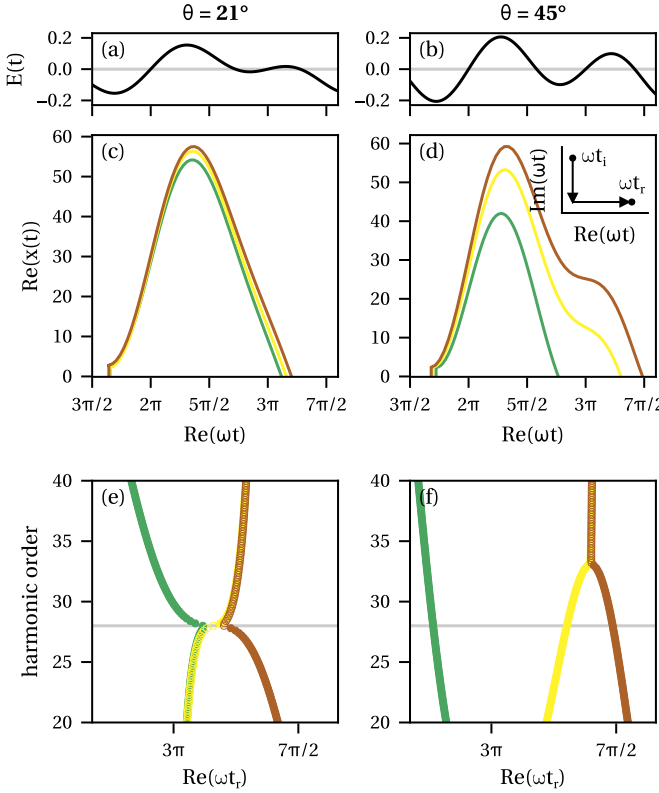 θ = 21°
θ = 45°
E(t)
0.2
0.0
−0.2
(a)
0.2
0.0
−0.2
(b)
Re(x(t))
60
50
40
30
20
10
0
(c)
3π/2
2π
5π/2
3π
7π/2
Re(ωt)
60
50
40
30
20
10
0
(d)
Im(ωt)
ωtᵢ
ωtᵣ
Re(ωt)
3π/2
2π
5π/2
3π
7π/2
Re(ωt)
harmonic order
40
35
30
25
20
(e)
3π
7π/2
Re(ωtᵣ)
40
35
30
25
20
(f)
3π
7π/2
Re(ωtᵣ)